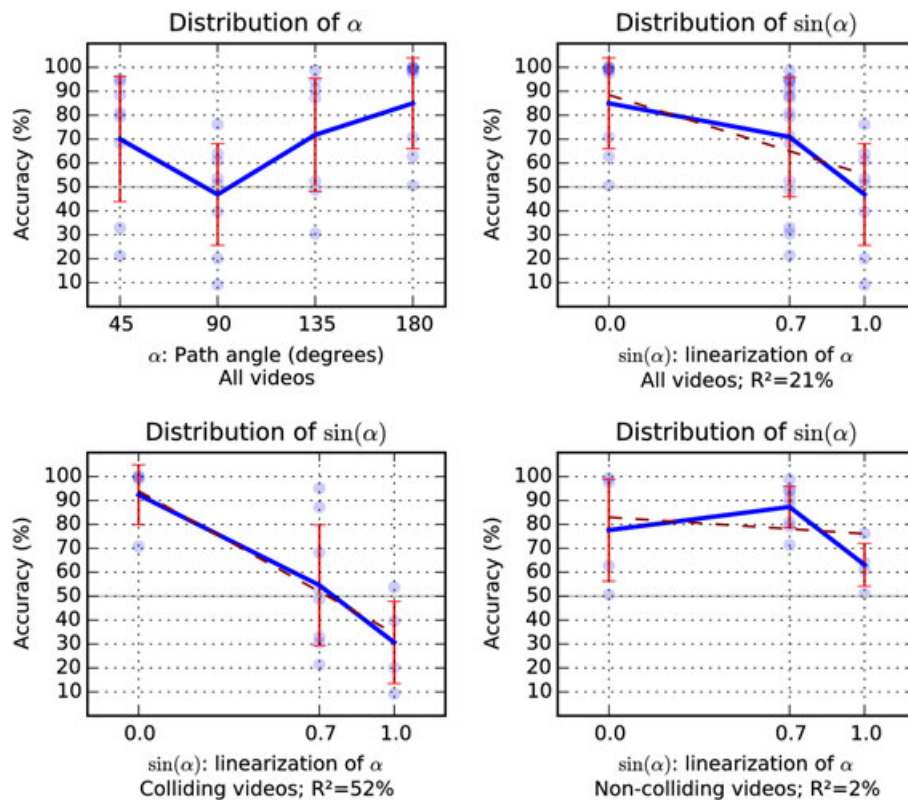 Distribution of α
Accuracy (%)
100
90
80
70
60
50
40
30
20
10
45 90 135 180
α: Path angle (degrees)
All videos
Distribution of sin(α)
Accuracy (%)
100
90
80
70
60
50
40
30
20
10
0.0 0.7 1.0
sin(α): linearization of α
All videos; R²=21%
Distribution of sin(α)
Accuracy (%)
100
90
80
70
60
50
40
30
20
10
0.0 0.7 1.0
sin(α): linearization of α
Colliding videos; R²=52%
Distribution of sin(α)
Accuracy (%)
100
90
80
70
60
50
40
30
20
10
0.0 0.7 1.0
sin(α): linearization of α
Non-colliding videos; R²=2%